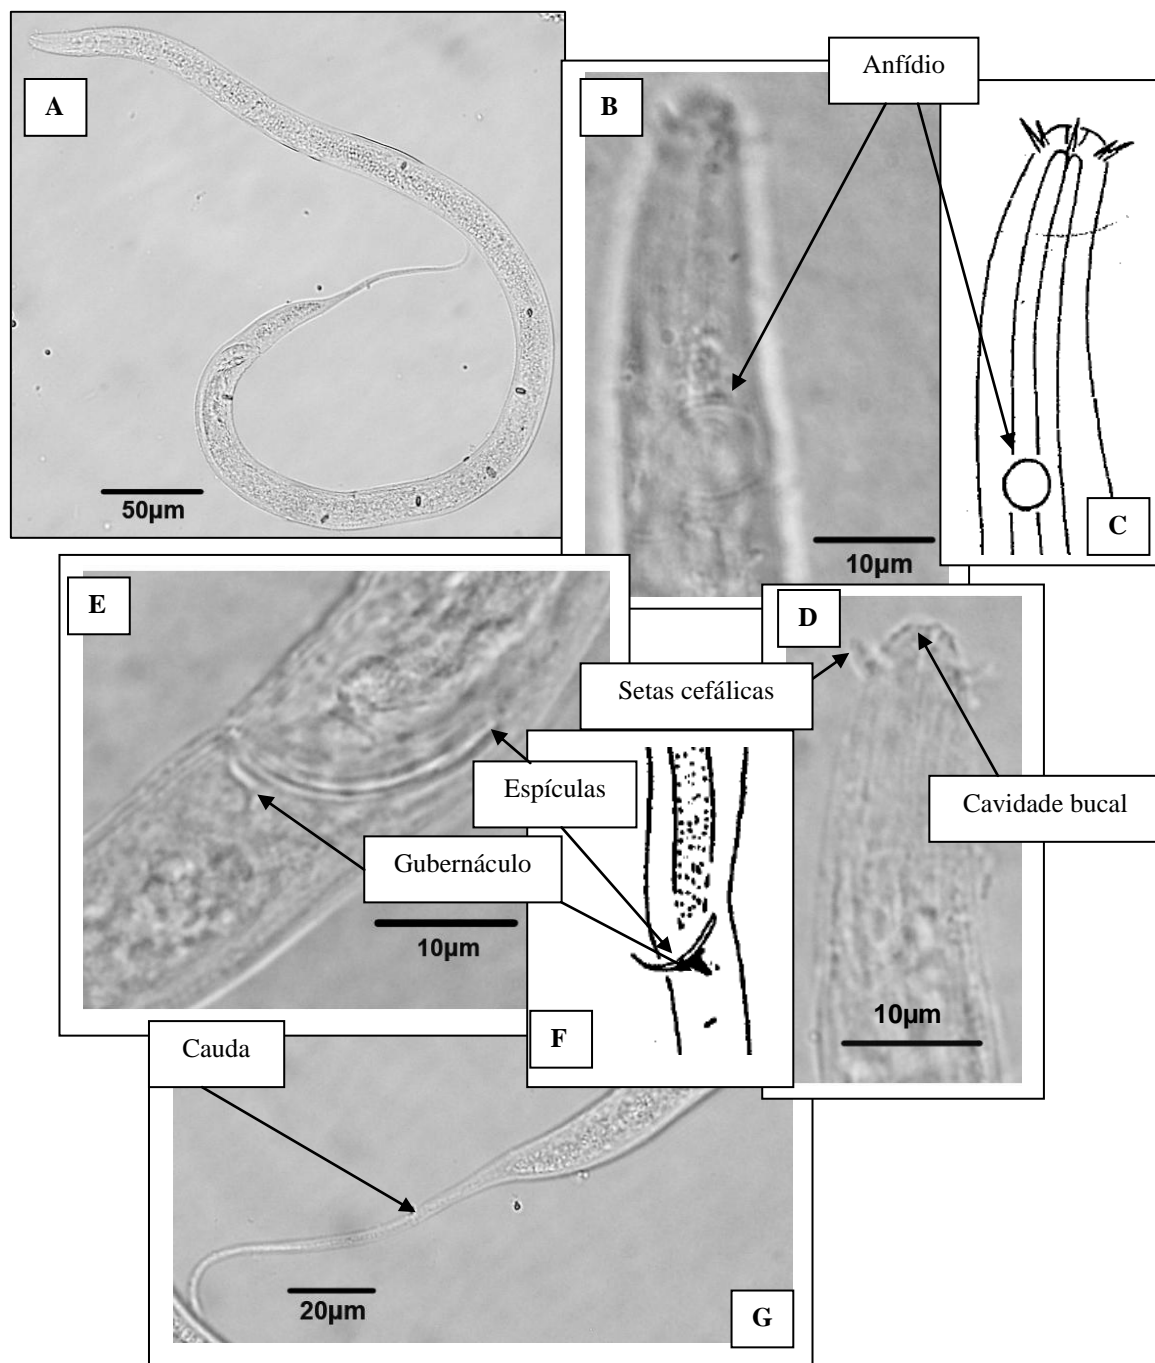 A
50µm
B
Anfídio
10µm
C
E
D
Setas cefálicas
Espículas
Cavidade bucal
Gubernáculo
10µm
10µm
F
Cauda
20µm
G